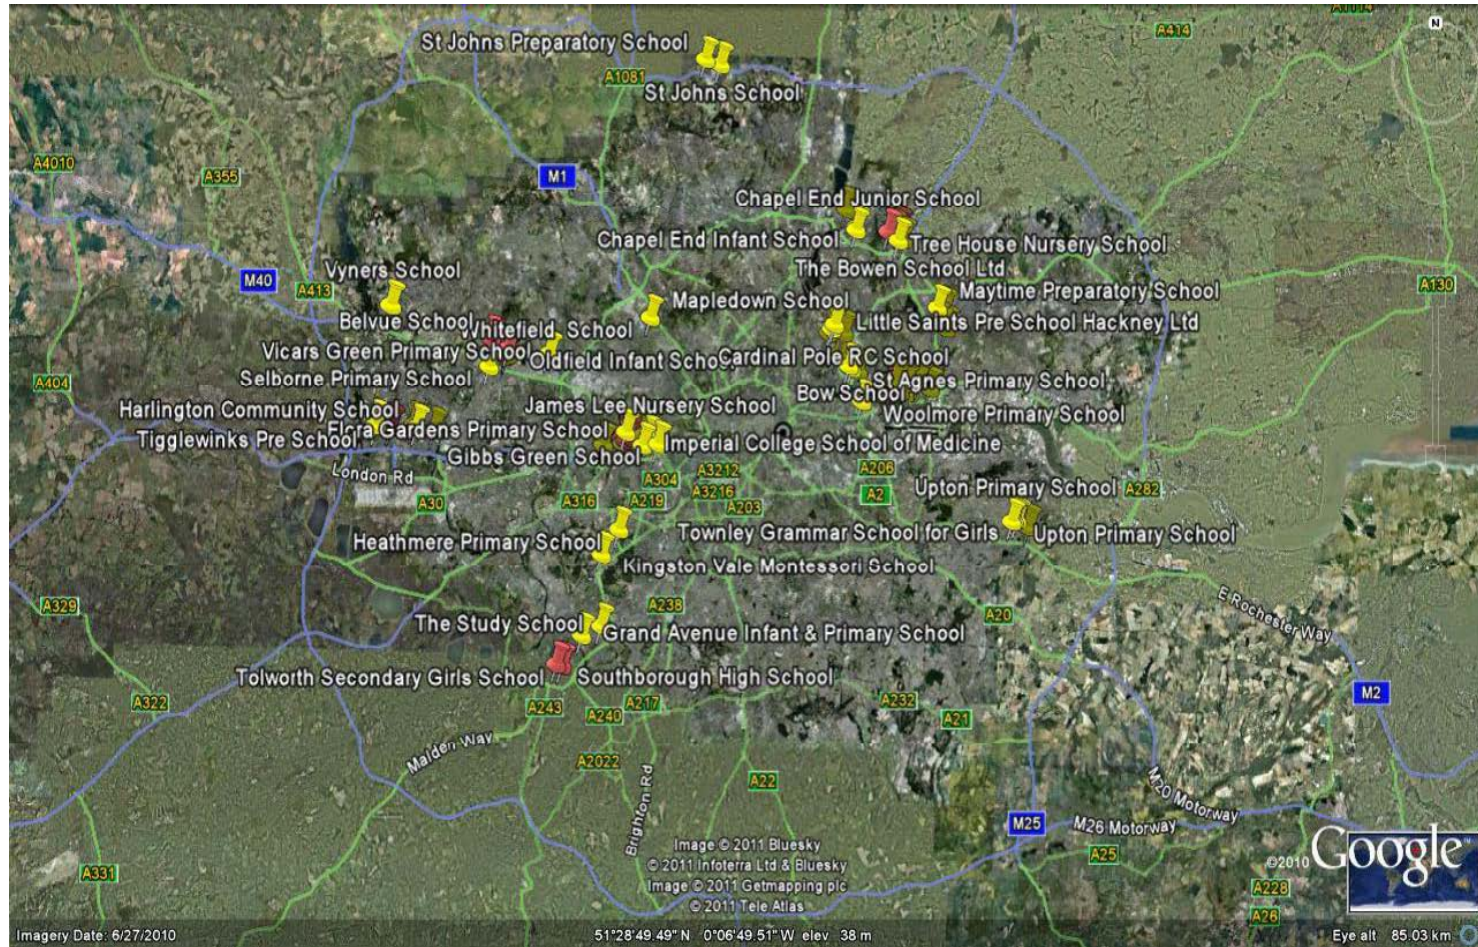 A1114
A414
N
St Johns Preparatory School
A1081
St Johns School
A4010
A355
M1
Chapel End Junior School
Chapel End Infant School
Tree House Nursery School
The Bowen School Ltd
Vyners School
M40
A413
A130
Maytime Preparatory School
Mapledown School
Belvue School
Whitefield School
Little Saints Pre School Hackney Ltd
Vicars Green Primary School
Oldfield Infant School
Cardinal Pole RC School
A404
Selborne Primary School
St Agnes Primary School
Bow School
Harlington Community School
James Lee Nursery School
Woolmore Primary School
Flora Gardens Primary School
Tigglewinks Pre School
Imperial College School of Medicine
Gibbs Green School
London Rd
A304
A3212
A206
A30
A316
A219
A3216
A203
A2
Upton Primary School
A282
Townley Grammar School for Girls
Upton Primary School
Heathmere Primary School
Kingston Vale Montessori School
A329
A238
A20
E Rochester Way
The Study School
Grand Avenue Infant & Primary School
Tolworth Secondary Girls School
Southborough High School
M2
A322
A243
A240
A217
A232
A21
Malden Way
A2022
A22
Brighton Rd
M20 Motorway
M25
M26 Motorway
A25
Image © 2011 Bluesky
© 2011 Infoterra Ltd & Bluesky
Image © 2011 Getmapping plc
© 2011 Tele Atlas
©2010 Google
A331
A228
A26
Imagery Date: 6/27/2010
51°28'49.49" N 0°06'49.51" W elev 38 m
Eye alt 85.03 km